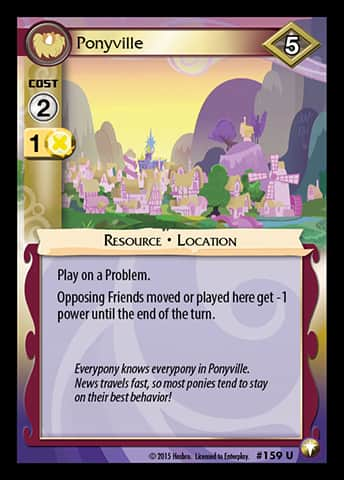 Ponyville
5
COST
2
1
RESOURCE • LOCATION
Play on a Problem.
Opposing Friends moved or played here get -1
power until the end of the turn.
Everypony knows everypony in Ponyville.
News travels fast, so most ponies tend to stay
on their best behavior!
© 2015 Hasbro. Licensed to Enterplay. #159 U